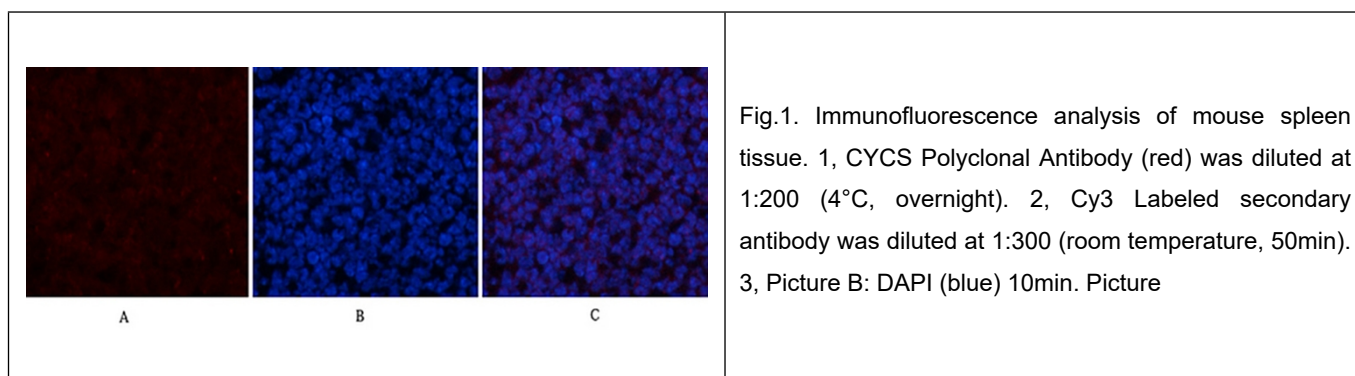 A
B
C
Fig.1. Immunofluorescence analysis of mouse spleen
tissue. 1, CYCS Polyclonal Antibody (red) was diluted at
1:200 (4°C, overnight). 2, Cy3 Labeled secondary
antibody was diluted at 1:300 (room temperature, 50min).
3, Picture B: DAPI (blue) 10min. Picture